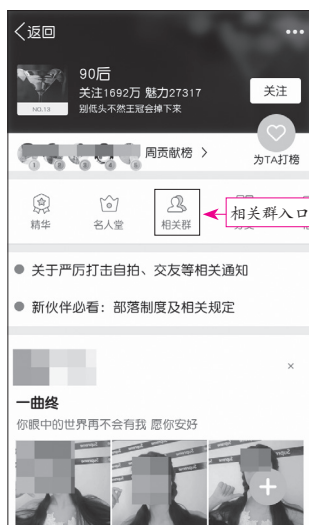 返回
90后
关注1692万 魅力27317
别低头不然王冠会掉下来
关注
NO.13
周贡献榜
为TA打榜
精华
名人堂
相关群
相关群入口
关于严厉打击自拍、交友等相关通知
新伙伴必看：部落制度及相关规定
一曲终
你眼中的世界再不会有我 愿你安好